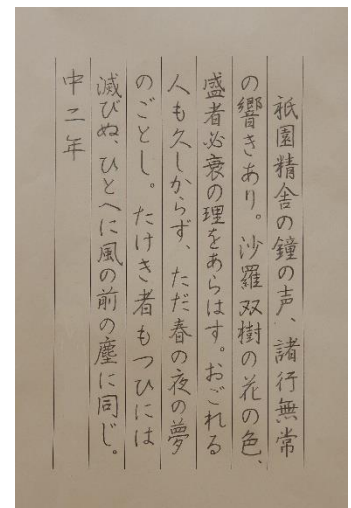 祇園精舎の鐘の声、諸行無常
の響きあり。沙羅双樹の花の色、
盛者必衰の理をあらはす。おごれる
人も久しからず、ただ春の夜の夢
のごとし。たけき者もつひには
滅びぬ、ひとへに風の前の塵に同じ。
中二年